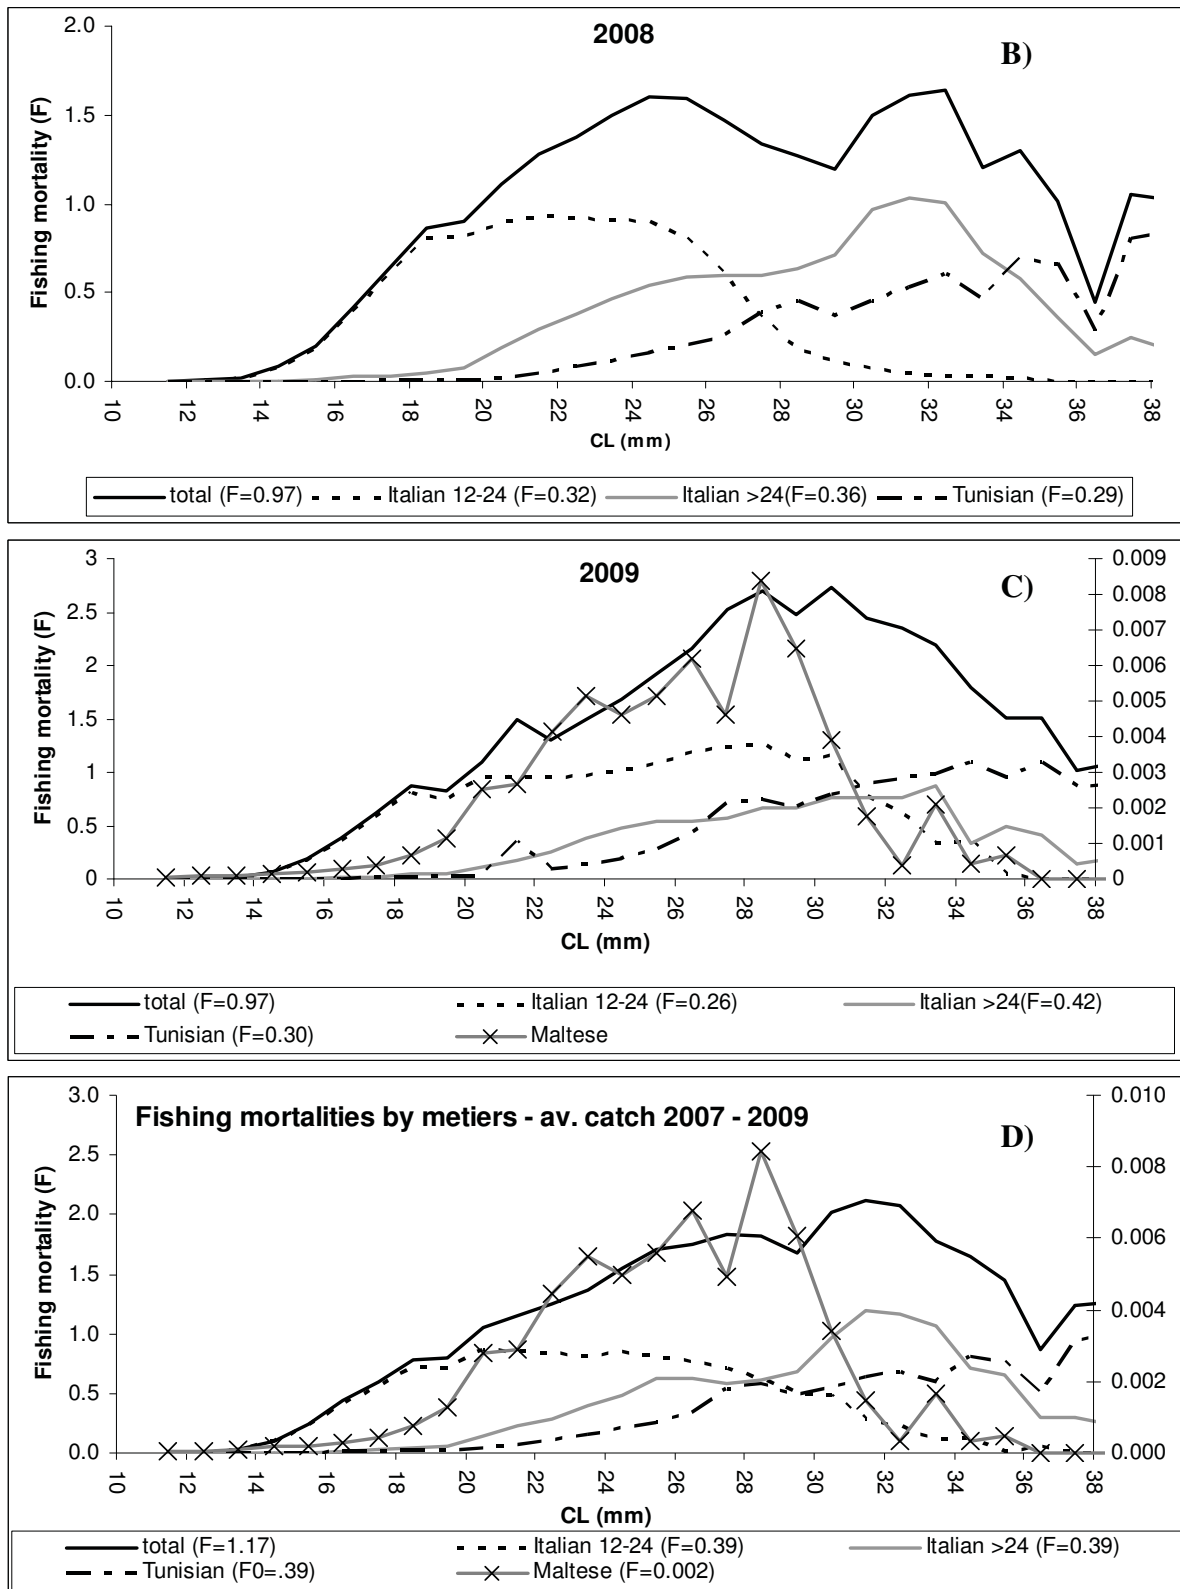 2008
B)
2.0
1.5
1.0
0.5
0.0
Fishing mortality (F)
10 12 14 16 18 20 22 24 26 28 30 32 34 36 38
CL (mm)
total (F=0.97) Italian 12-24 (F=0.32) Italian >24(F=0.36) Tunisian (F=0.29)
2009
C)
3
2.5
2
1.5
1
0.5
0
Fishing mortality (F)
0.009
0.008
0.007
0.006
0.005
0.004
0.003
0.002
0.001
0
10 12 14 16 18 20 22 24 26 28 30 32 34 36 38
CL (mm)
total (F=0.97) Italian 12-24 (F=0.26) Italian >24(F=0.42)
Tunisian (F=0.30) Maltese
Fishing mortalities by metiers - av. catch 2007 - 2009
D)
3.0
2.5
2.0
1.5
1.0
0.5
0.0
Fishing mortality (F)
0.010
0.008
0.006
0.004
0.002
0.000
10 12 14 16 18 20 22 24 26 28 30 32 34 36 38
CL (mm)
total (F=1.17) Italian 12-24 (F=0.39) Italian >24 (F=0.39)
Tunisian (F0=.39) Maltese (F=0.002)